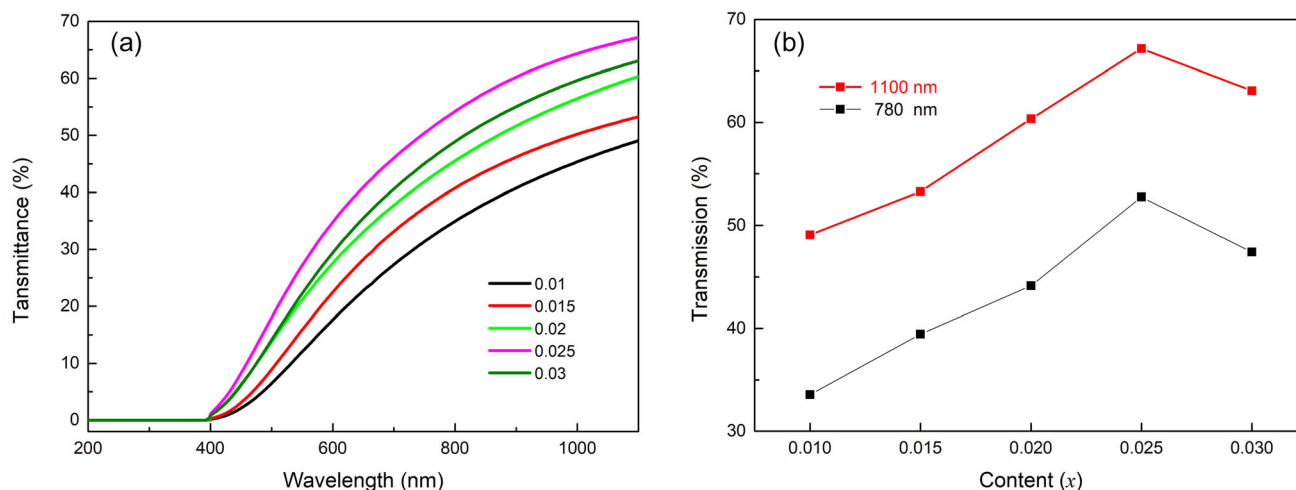 (a)
70
60
50
40
30
20
10
0
Tansmittance (%)
200 400 600 800 1000
Wavelength (nm)
0.01
0.015
0.02
0.025
0.03
(b)
70
60
50
40
30
Transmission (%)
1100 nm
780 nm
0.010 0.015 0.020 0.025 0.030
Content (x)